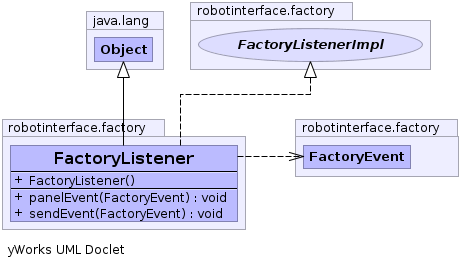 java.lang
Object
robotinterface.factory
FactoryListenerImpl
robotinterface.factory
FactoryListener
+ FactoryListener()
+ panelEvent(FactoryEvent) : void
+ sendEvent(FactoryEvent) : void
robotinterface.factory
FactoryEvent
yWorks UML Doclet